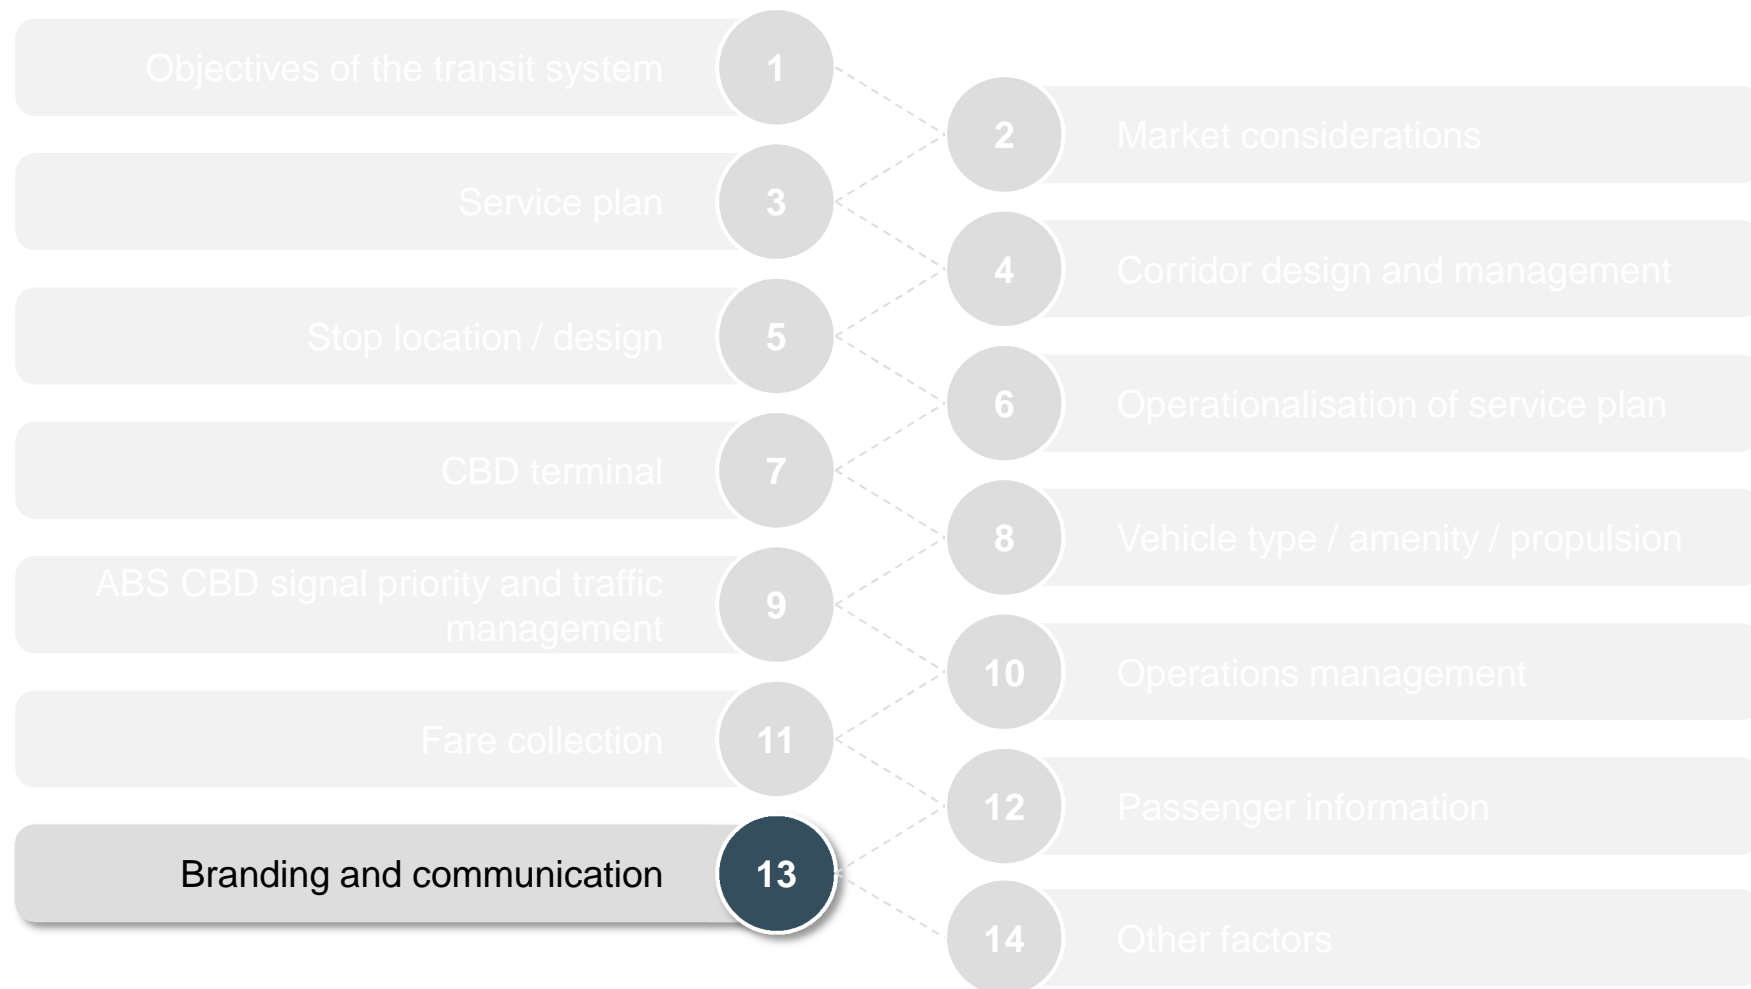 Objectives of the transit system
1
2
Market considerations
Service plan
3
4
Corridor design and management
Stop location / design
5
6
Operationalisation of service plan
CBD terminal
7
8
Vehicle type / amenity / propulsion
ABS CBD signal priority and traffic
management
9
10
Operations management
Fare collection
11
12
Passenger information
Branding and communication
13
14
Other factors